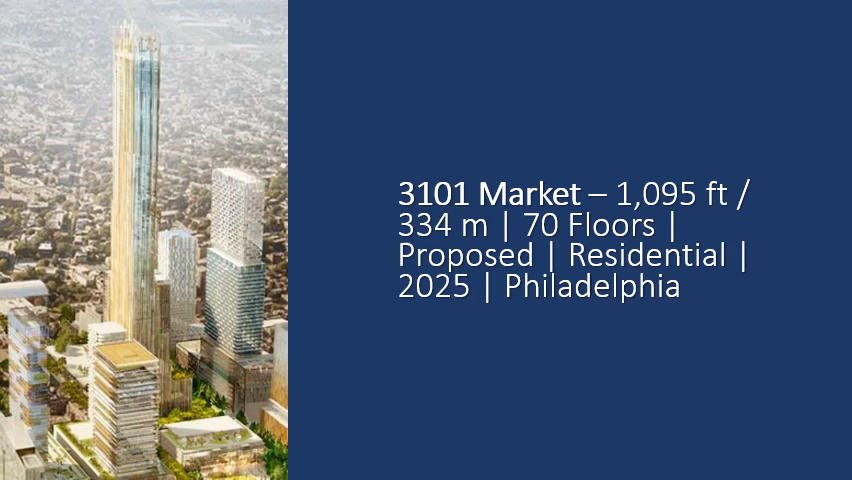 3101 Market – 1,095 ft /
334 m | 70 Floors |
Proposed | Residential |
2025 | Philadelphia